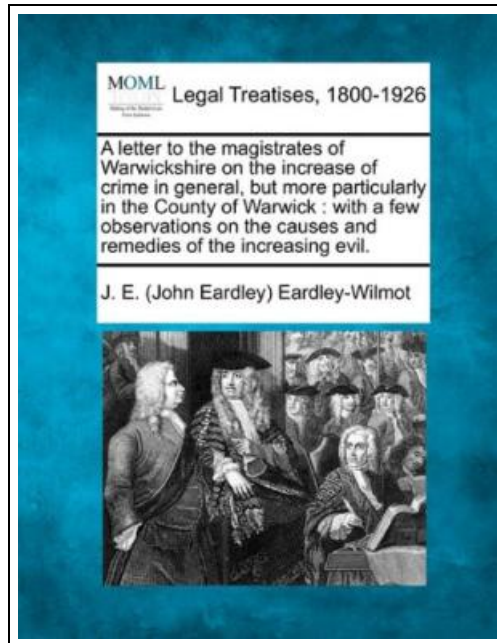 MOML
Legal Treatises, 1800-1926
A letter to the magistrates of
Warwickshire on the increase of
crime in general, but more particularly
in the County of Warwick : with a few
observations on the causes and
remedies of the increasing evil.
J. E. (John Eardley) Eardley-Wilmot